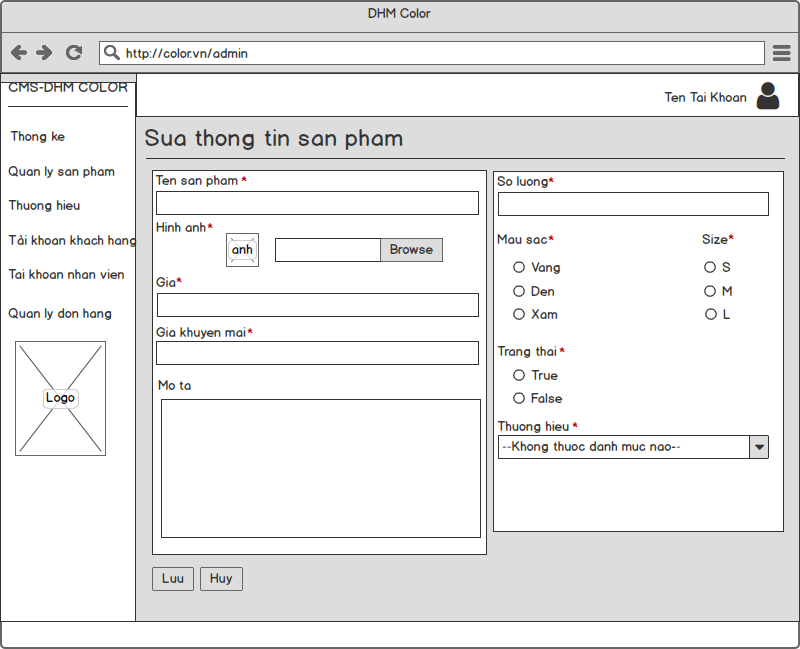 DHM Color
http://color.vn/admin
CMS-DHM COLOR
Ten Tai Khoan
Thong ke
Quan ly san pham
Thuong hieu
Tài khoan khach hang
Tai khoan nhan vien
Quan ly don hang
Logo
Sua thong tin san pham
Ten san pham *
Hinh anh*
anh
Browse
Gia*
Gia khuyen mai*
Mo ta
So luong*
Mau sac*
Size*
Vang
S
Den
M
Xam
L
Trang thai *
True
False
Thuong hieu *
--Khong thuoc danh muc nao--
Luu
Huy